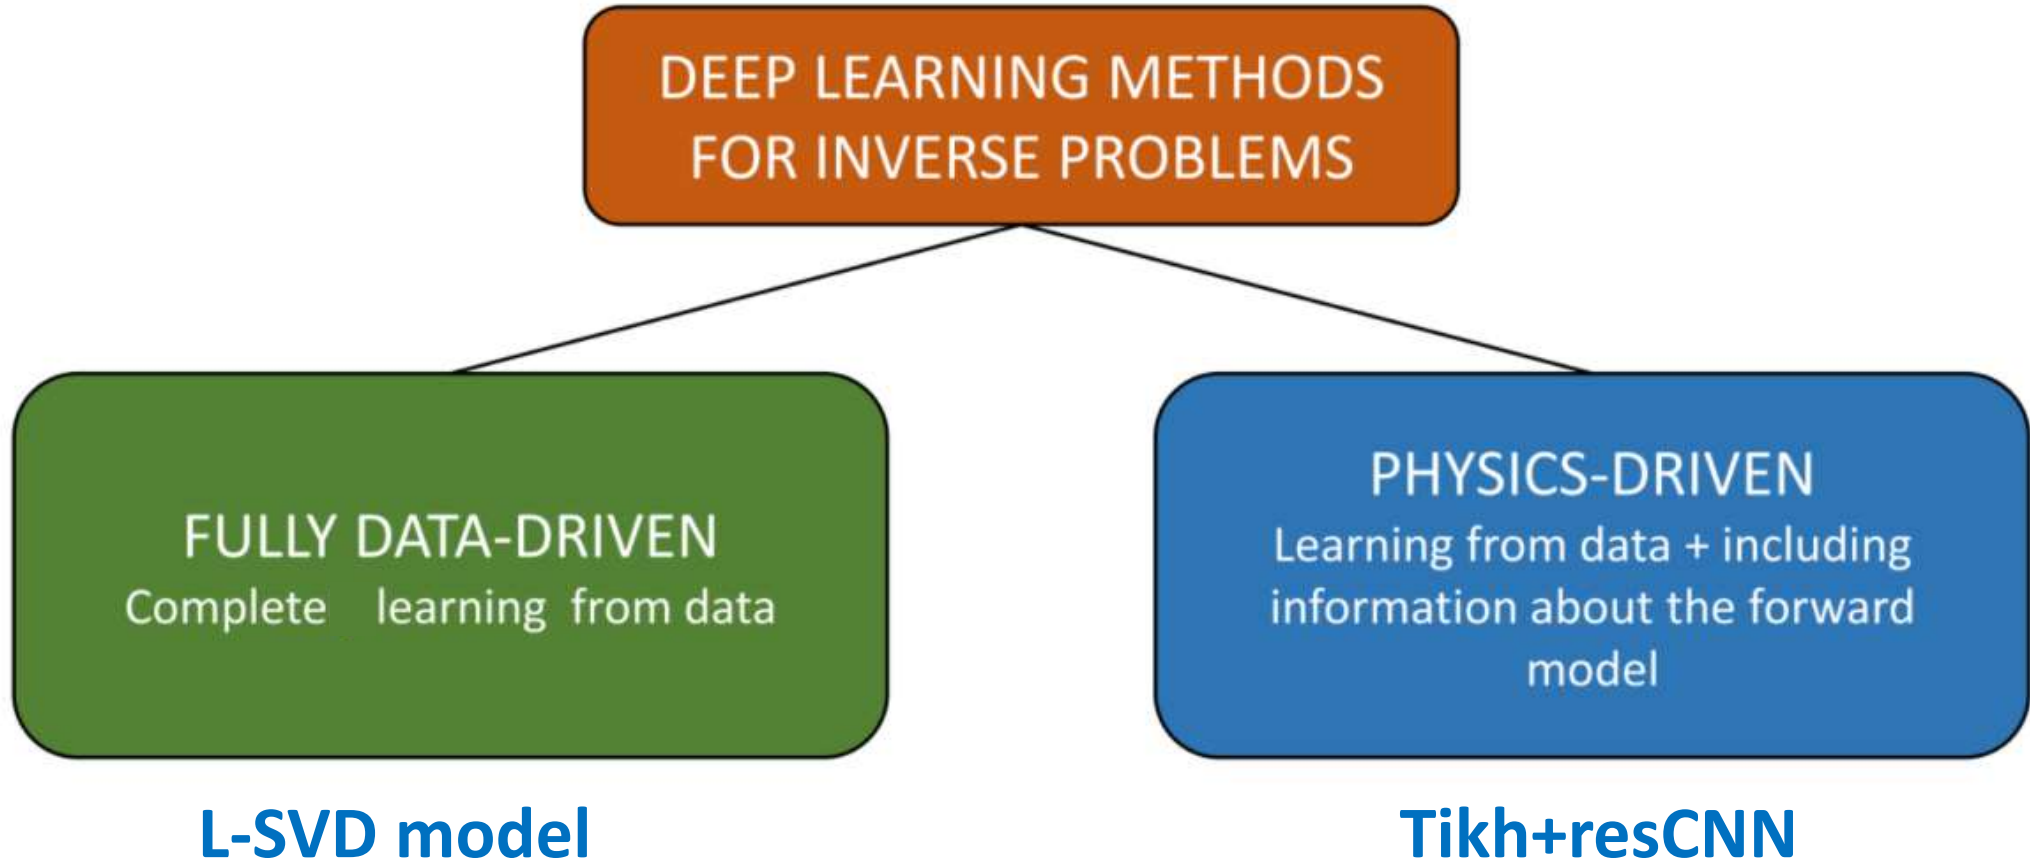 DEEP LEARNING METHODS
FOR INVERSE PROBLEMS
FULLY DATA-DRIVEN
Complete learning from data
PHYSICS-DRIVEN
Learning from data + including
information about the forward
model
L-SVD model
Tikh+resCNN